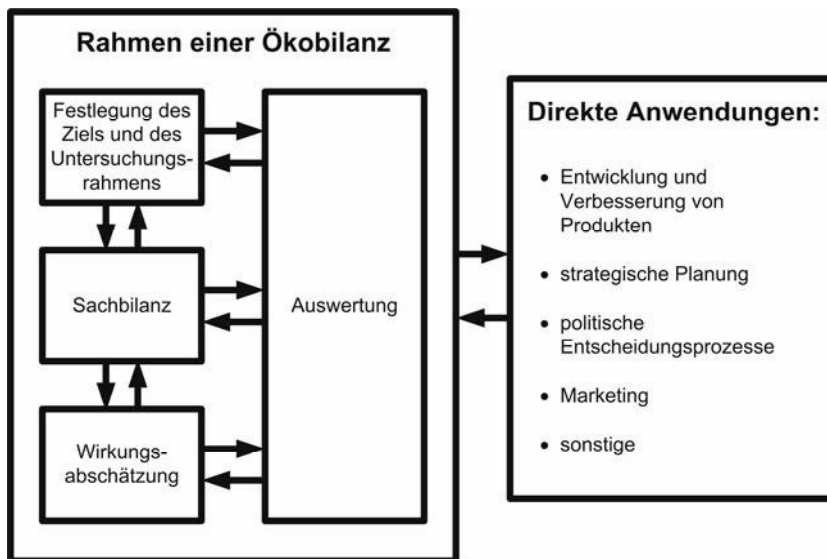 Rahmen einer Ökobilanz
Festlegung des
Ziels und des
Untersuchungs-
rahmens
Sachbilanz
Wirkungs-
abschätzung
Auswertung
Direkte Anwendungen:
• Entwicklung und
Verbesserung von
Produkten
• strategische Planung
• politische
Entscheidungsprozesse
• Marketing
• sonstige